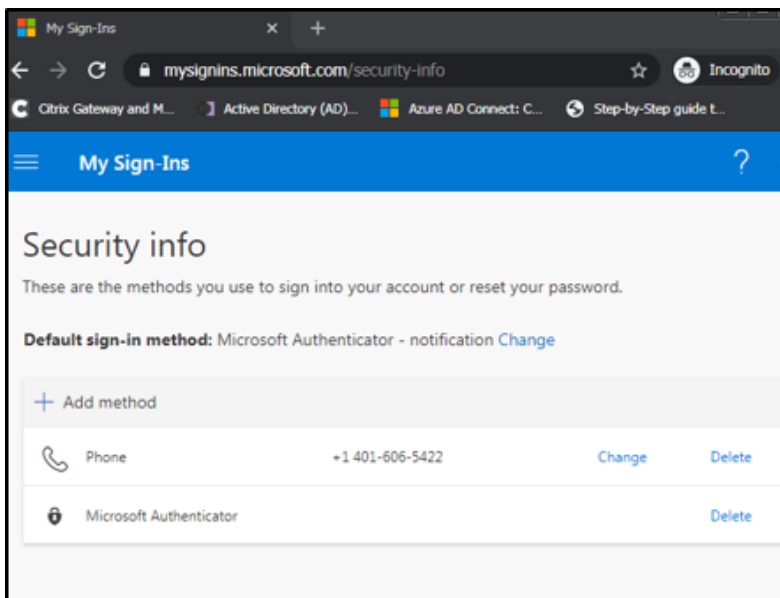 My Sign-Ins
mysignins.microsoft.com/security-info
Incognito
Citrix Gateway and M...
Active Directory (AD)...
Azure AD Connect: C...
Step-by-Step guide t...
My Sign-Ins
?
Security info
These are the methods you use to sign into your account or reset your password.
Default sign-in method: Microsoft Authenticator - notification Change
+ Add method
Phone +1 401-606-5422 Change Delete
Microsoft Authenticator Delete